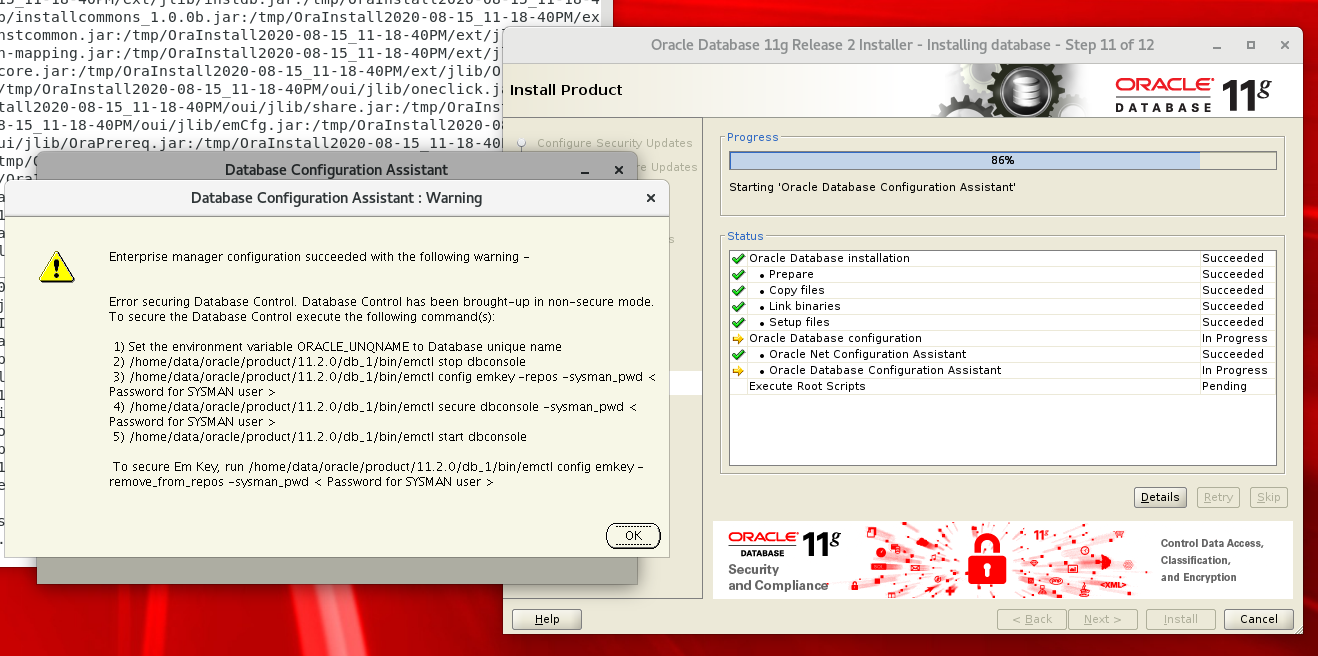 b/installcommons_1.0.0b.jar:/tmp/OraInstall2020-08-15_11-18-40PM/ex
nstcommon.jar:/tmp/OraInstall2020-08-15_11-18-40PM/ext/j
n-mapping.jar:/tmp/OraInstall2020-08-15_11-18-40PM/ext/j
core.jar:/tmp/OraInstall2020-08-15_11-18-40PM/ext/jlib/O
/tmp/OraInstall2020-08-15_11-18-40PM/oui/jlib/oneclick.j
tall2020-08-15_11-18-40PM/oui/jlib/share.jar:/tmp/OraIns
8-15_11-18-40PM/oui/jlib/emCfg.jar:/tmp/OraInstall2020-0
ui/jlib/OraPrereq.jar:/tmp/OraInstall2020-08-15_11-18-40
Oracle Database 11g Release 2 Installer - Installing database - Step 11 of 12
Install Product
ORACLE
DATABASE 11g
Configure Security Updates
re Updates
Database Configuration Assistant
Database Configuration Assistant : Warning
Enterprise manager configuration succeeded with the following warning -
Error securing Database Control. Database Control has been brought-up in non-secure mode.
To secure the Database Control execute the following command(s):
1) Set the environment variable ORACLE_UNQNAME to Database unique name
2) /home/data/oracle/product/11.2.0/db_1/bin/emctl stop dbconsole
3) /home/data/oracle/product/11.2.0/db_1/bin/emctl config emkey -repos -sysman_pwd <
Password for SYSMAN user >
4) /home/data/oracle/product/11.2.0/db_1/bin/emctl secure dbconsole -sysman_pwd <
Password for SYSMAN user >
5) /home/data/oracle/product/11.2.0/db_1/bin/emctl start dbconsole
To secure Em Key, run /home/data/oracle/product/11.2.0/db_1/bin/emctl config emkey -
remove_from_repos -sysman_pwd < Password for SYSMAN user >
OK
Progress
86%
Starting 'Oracle Database Configuration Assistant'
Status
Oracle Database installation Succeeded
• Prepare Succeeded
• Copy files Succeeded
• Link binaries Succeeded
• Setup files Succeeded
Oracle Database configuration In Progress
• Oracle Net Configuration Assistant Succeeded
• Oracle Database Configuration Assistant In Progress
Execute Root Scripts Pending
Details Retry Skip
ORACLE
DATABASE 11g
Security
and Compliance
11g
<XML>
Control Data Access,
Classification,
and Encryption
Help < Back Next > Install Cancel